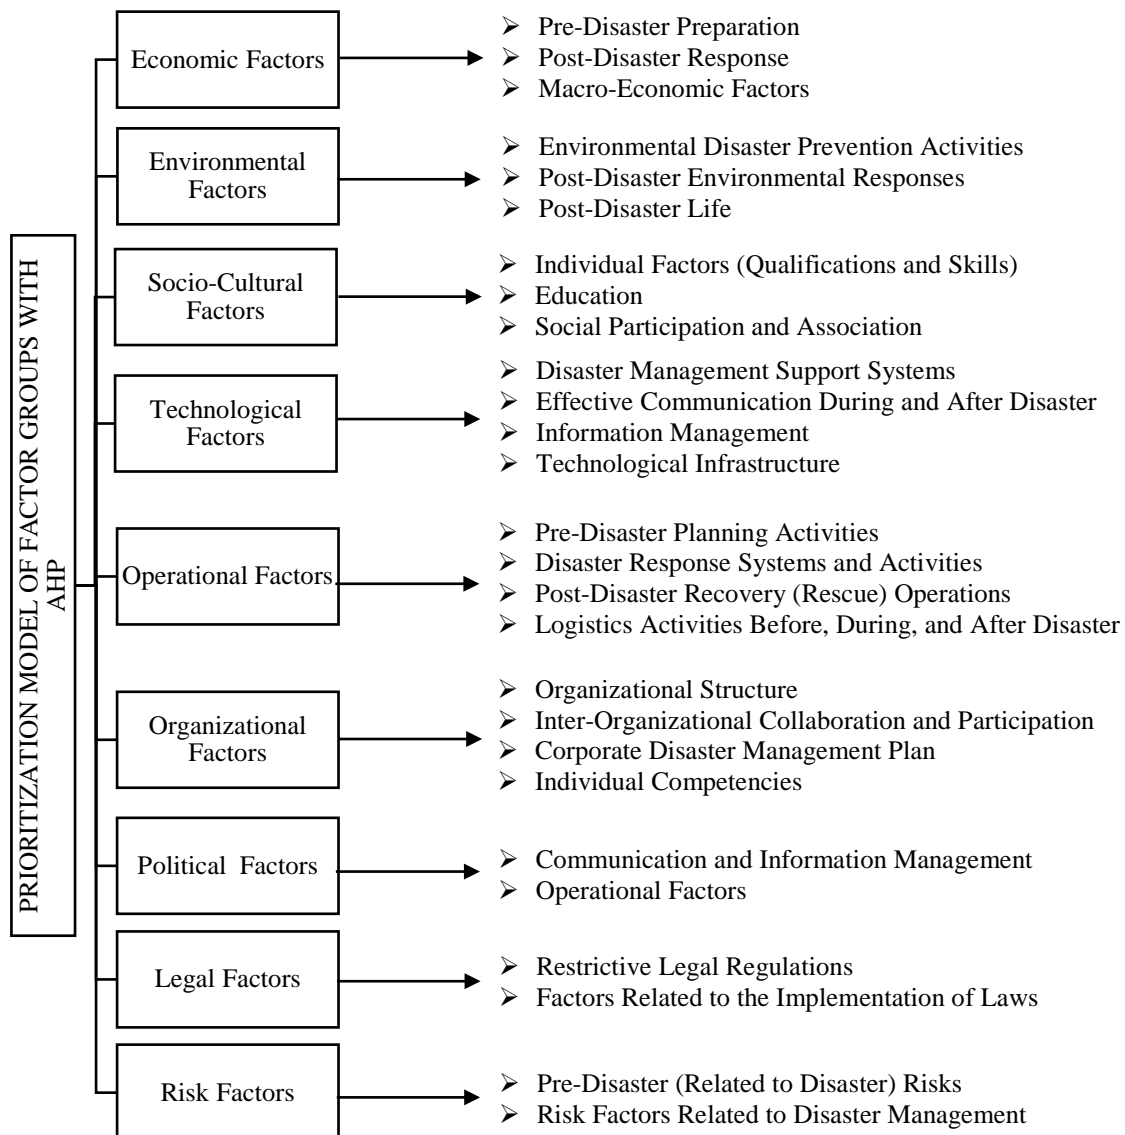 PRIORITIZATION MODEL OF FACTOR GROUPS WITH
AHP
Economic Factors
➢ Pre-Disaster Preparation
➢ Post-Disaster Response
➢ Macro-Economic Factors
Environmental
Factors
➢ Environmental Disaster Prevention Activities
➢ Post-Disaster Environmental Responses
➢ Post-Disaster Life
Socio-Cultural
Factors
➢ Individual Factors (Qualifications and Skills)
➢ Education
➢ Social Participation and Association
Technological
Factors
➢ Disaster Management Support Systems
➢ Effective Communication During and After Disaster
➢ Information Management
➢ Technological Infrastructure
Operational Factors
➢ Pre-Disaster Planning Activities
➢ Disaster Response Systems and Activities
➢ Post-Disaster Recovery (Rescue) Operations
➢ Logistics Activities Before, During, and After Disaster
Organizational
Factors
➢ Organizational Structure
➢ Inter-Organizational Collaboration and Participation
➢ Corporate Disaster Management Plan
➢ Individual Competencies
Political Factors
➢ Communication and Information Management
➢ Operational Factors
Legal Factors
➢ Restrictive Legal Regulations
➢ Factors Related to the Implementation of Laws
Risk Factors
➢ Pre-Disaster (Related to Disaster) Risks
➢ Risk Factors Related to Disaster Management